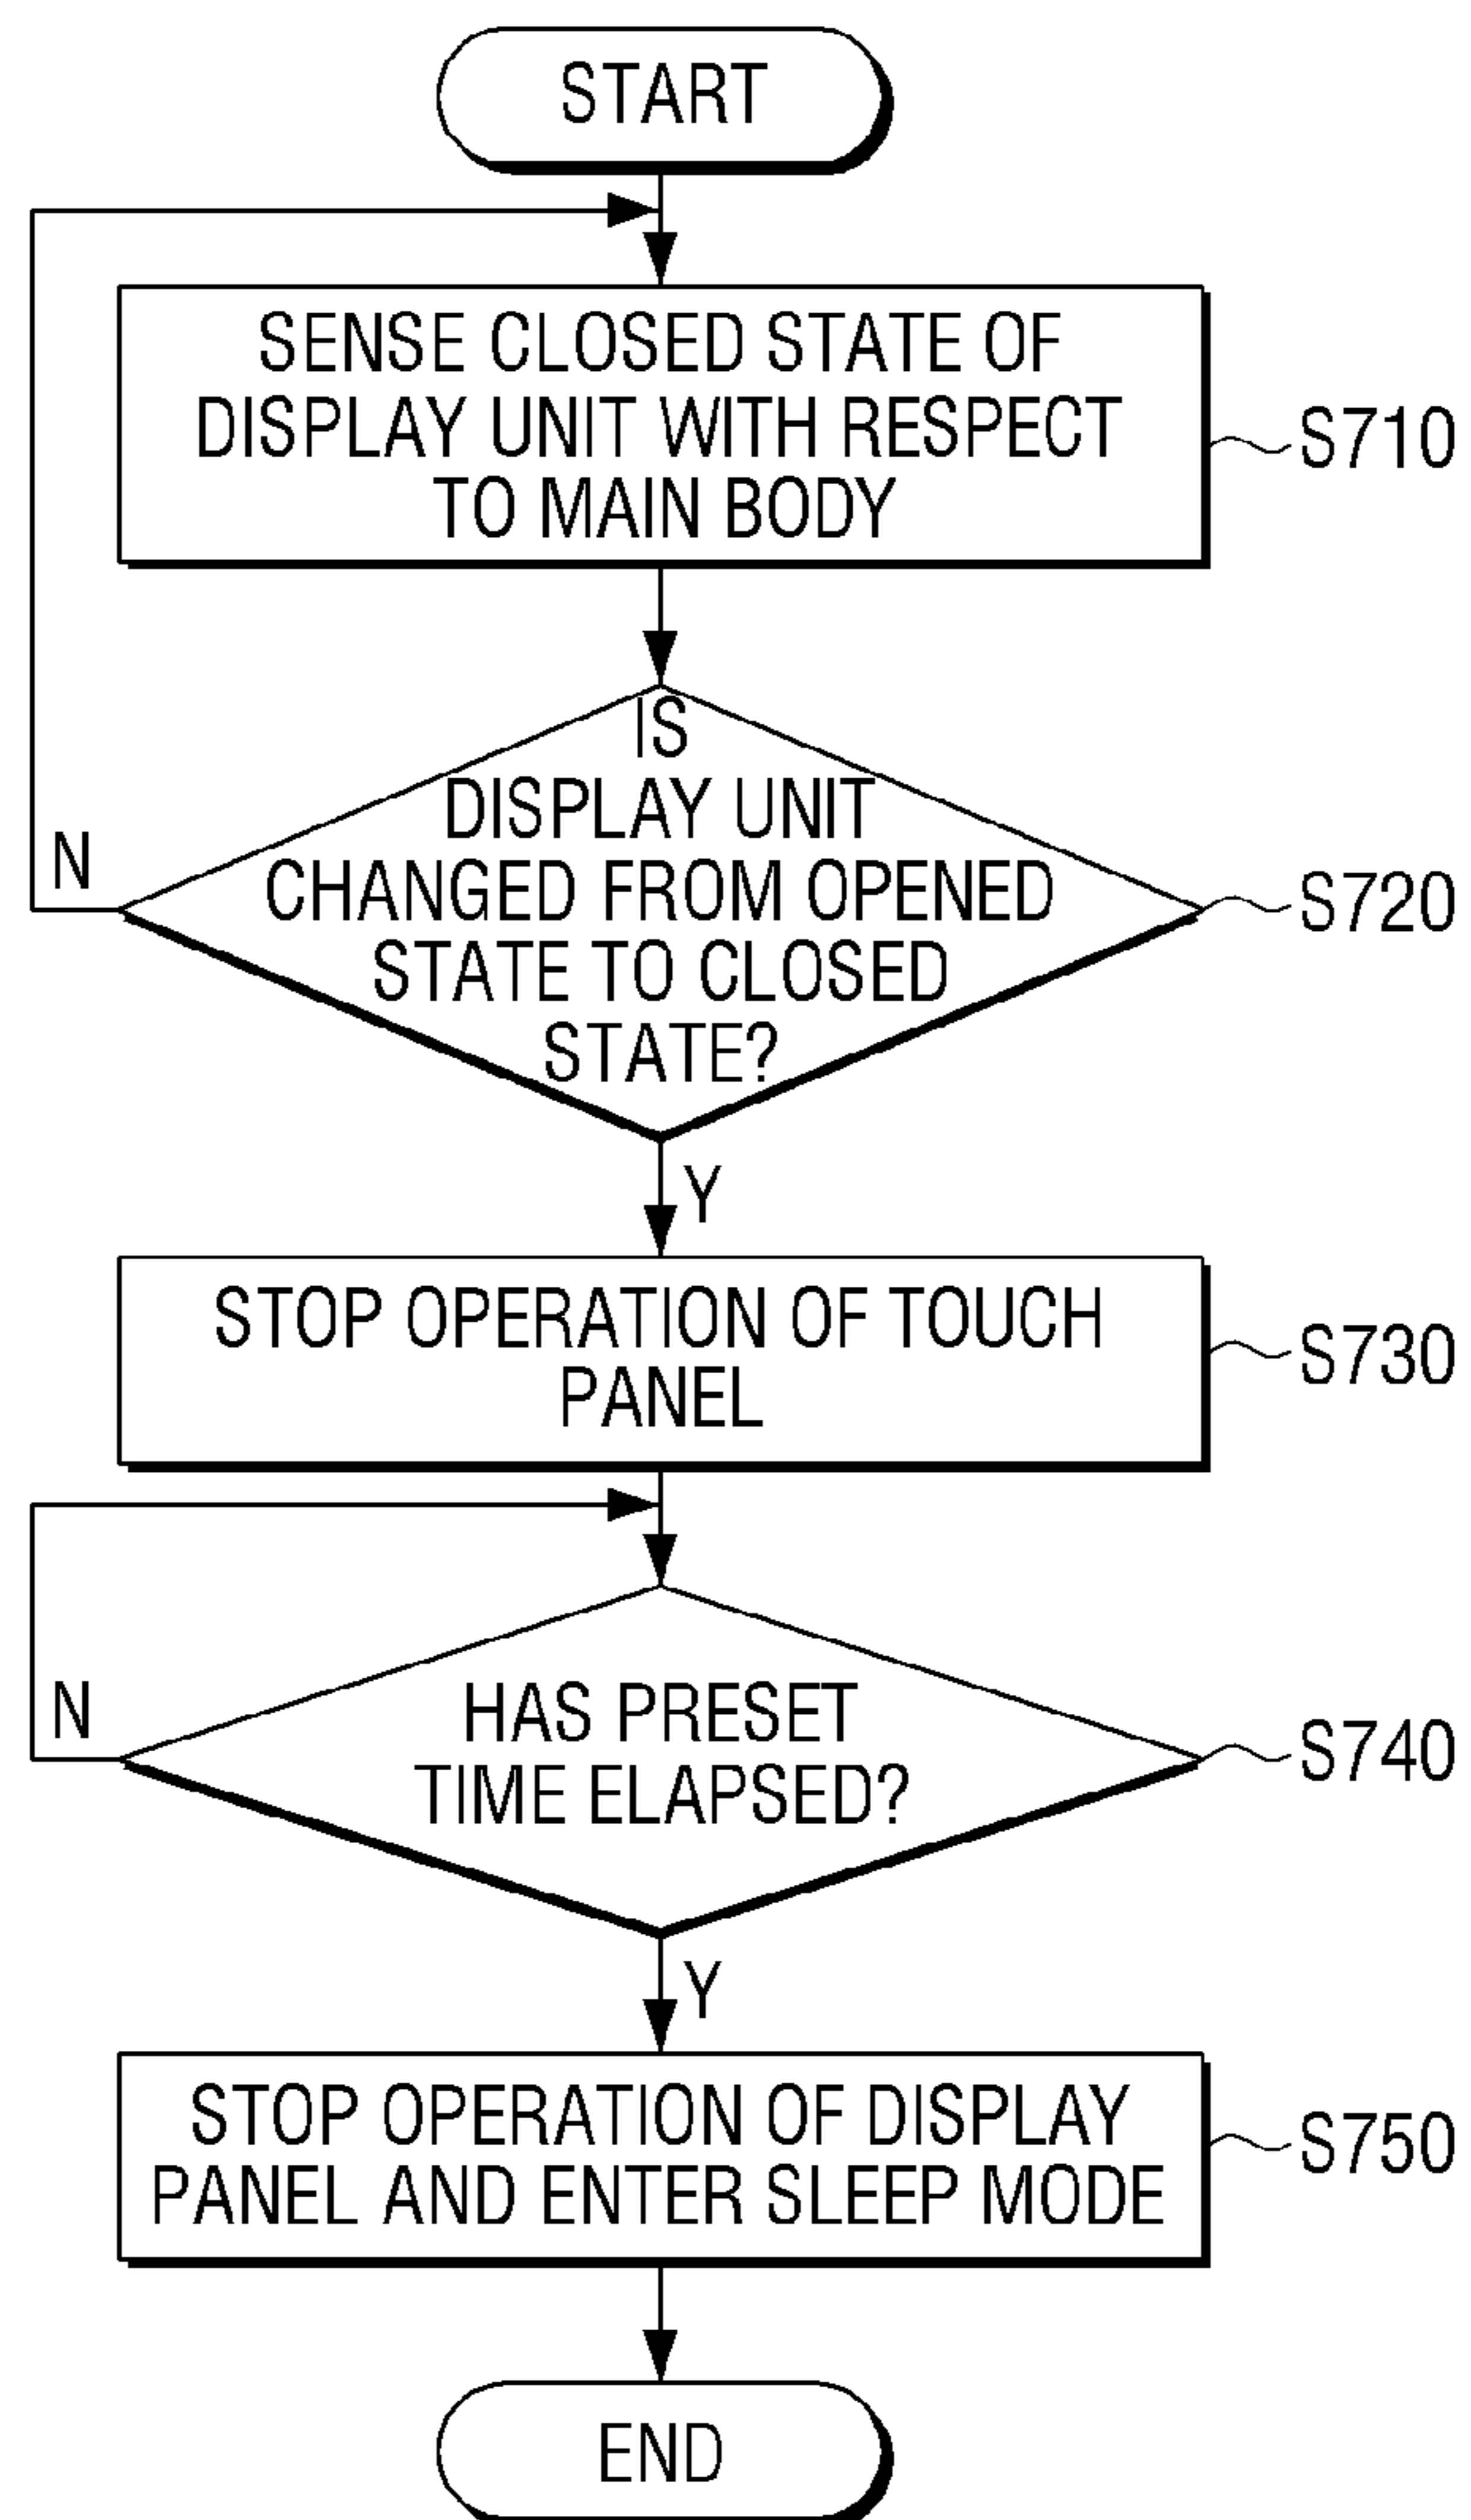 START
SENSE CLOSED STATE OF
DISPLAY UNIT WITH RESPECT
TO MAIN BODY
S710
IS
DISPLAY UNIT
CHANGED FROM OPENED
STATE TO CLOSED
STATE?
N
S720
Y
STOP OPERATION OF TOUCH
PANEL
S730
HAS PRESET
TIME ELAPSED?
N
S740
Y
STOP OPERATION OF DISPLAY
PANEL AND ENTER SLEEP MODE
S750
END